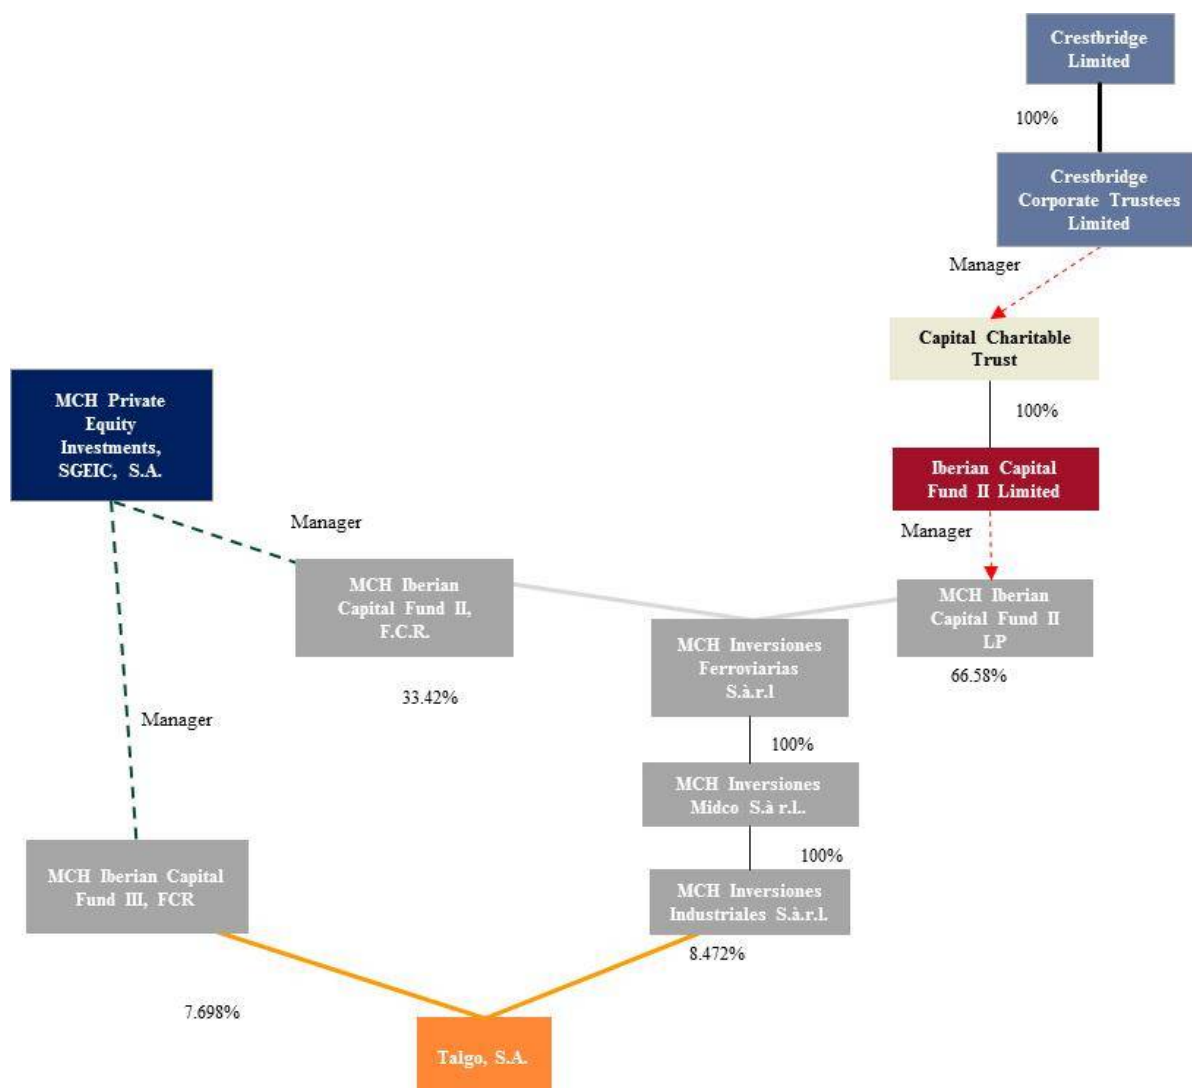 Crestbridge
Limited
100%
Crestbridge
Corporate Trustees
Limited
Manager
Capital Charitable
Trust
100%
MCH Private
Equity
Investments,
SGEIC, S.A.
Iberian Capital
Fund II Limited
Manager
Manager
MCH Iberian
Capital Fund II,
F.C.R.
33.42%
MCH Iberian
Capital Fund II
LP
66.58%
MCH Inversiones
Ferroviarias
S.à.r.l
100%
Manager
MCH Inversiones
Midco S.à r.l.
100%
MCH Iberian Capital
Fund III, FCR
MCH Inversiones
Industriales S.à.r.l.
8.472%
7.698%
Talgo, S.A.